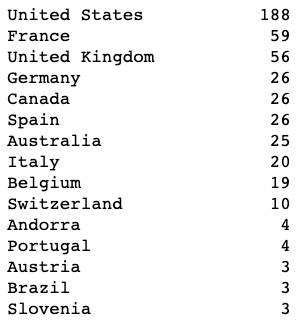 United States 188
France 59
United Kingdom 56
Germany 26
Canada 26
Spain 26
Australia 25
Italy 20
Belgium 19
Switzerland 10
Andorra 4
Portugal 4
Austria 3
Brazil 3
Slovenia 3